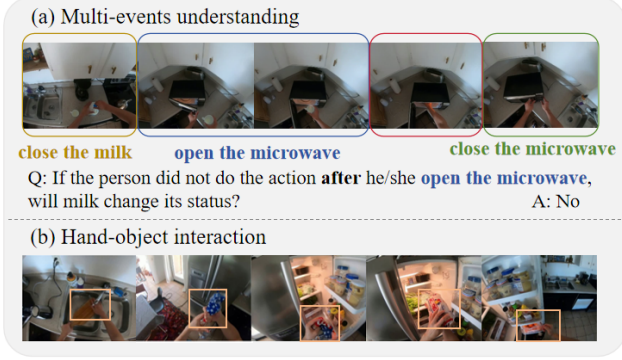 (a) Multi-events understanding
close the milk open the microwave close the microwave
Q: If the person did not do the action after he/she open the microwave,
will milk change its status? A: No
(b) Hand-object interaction